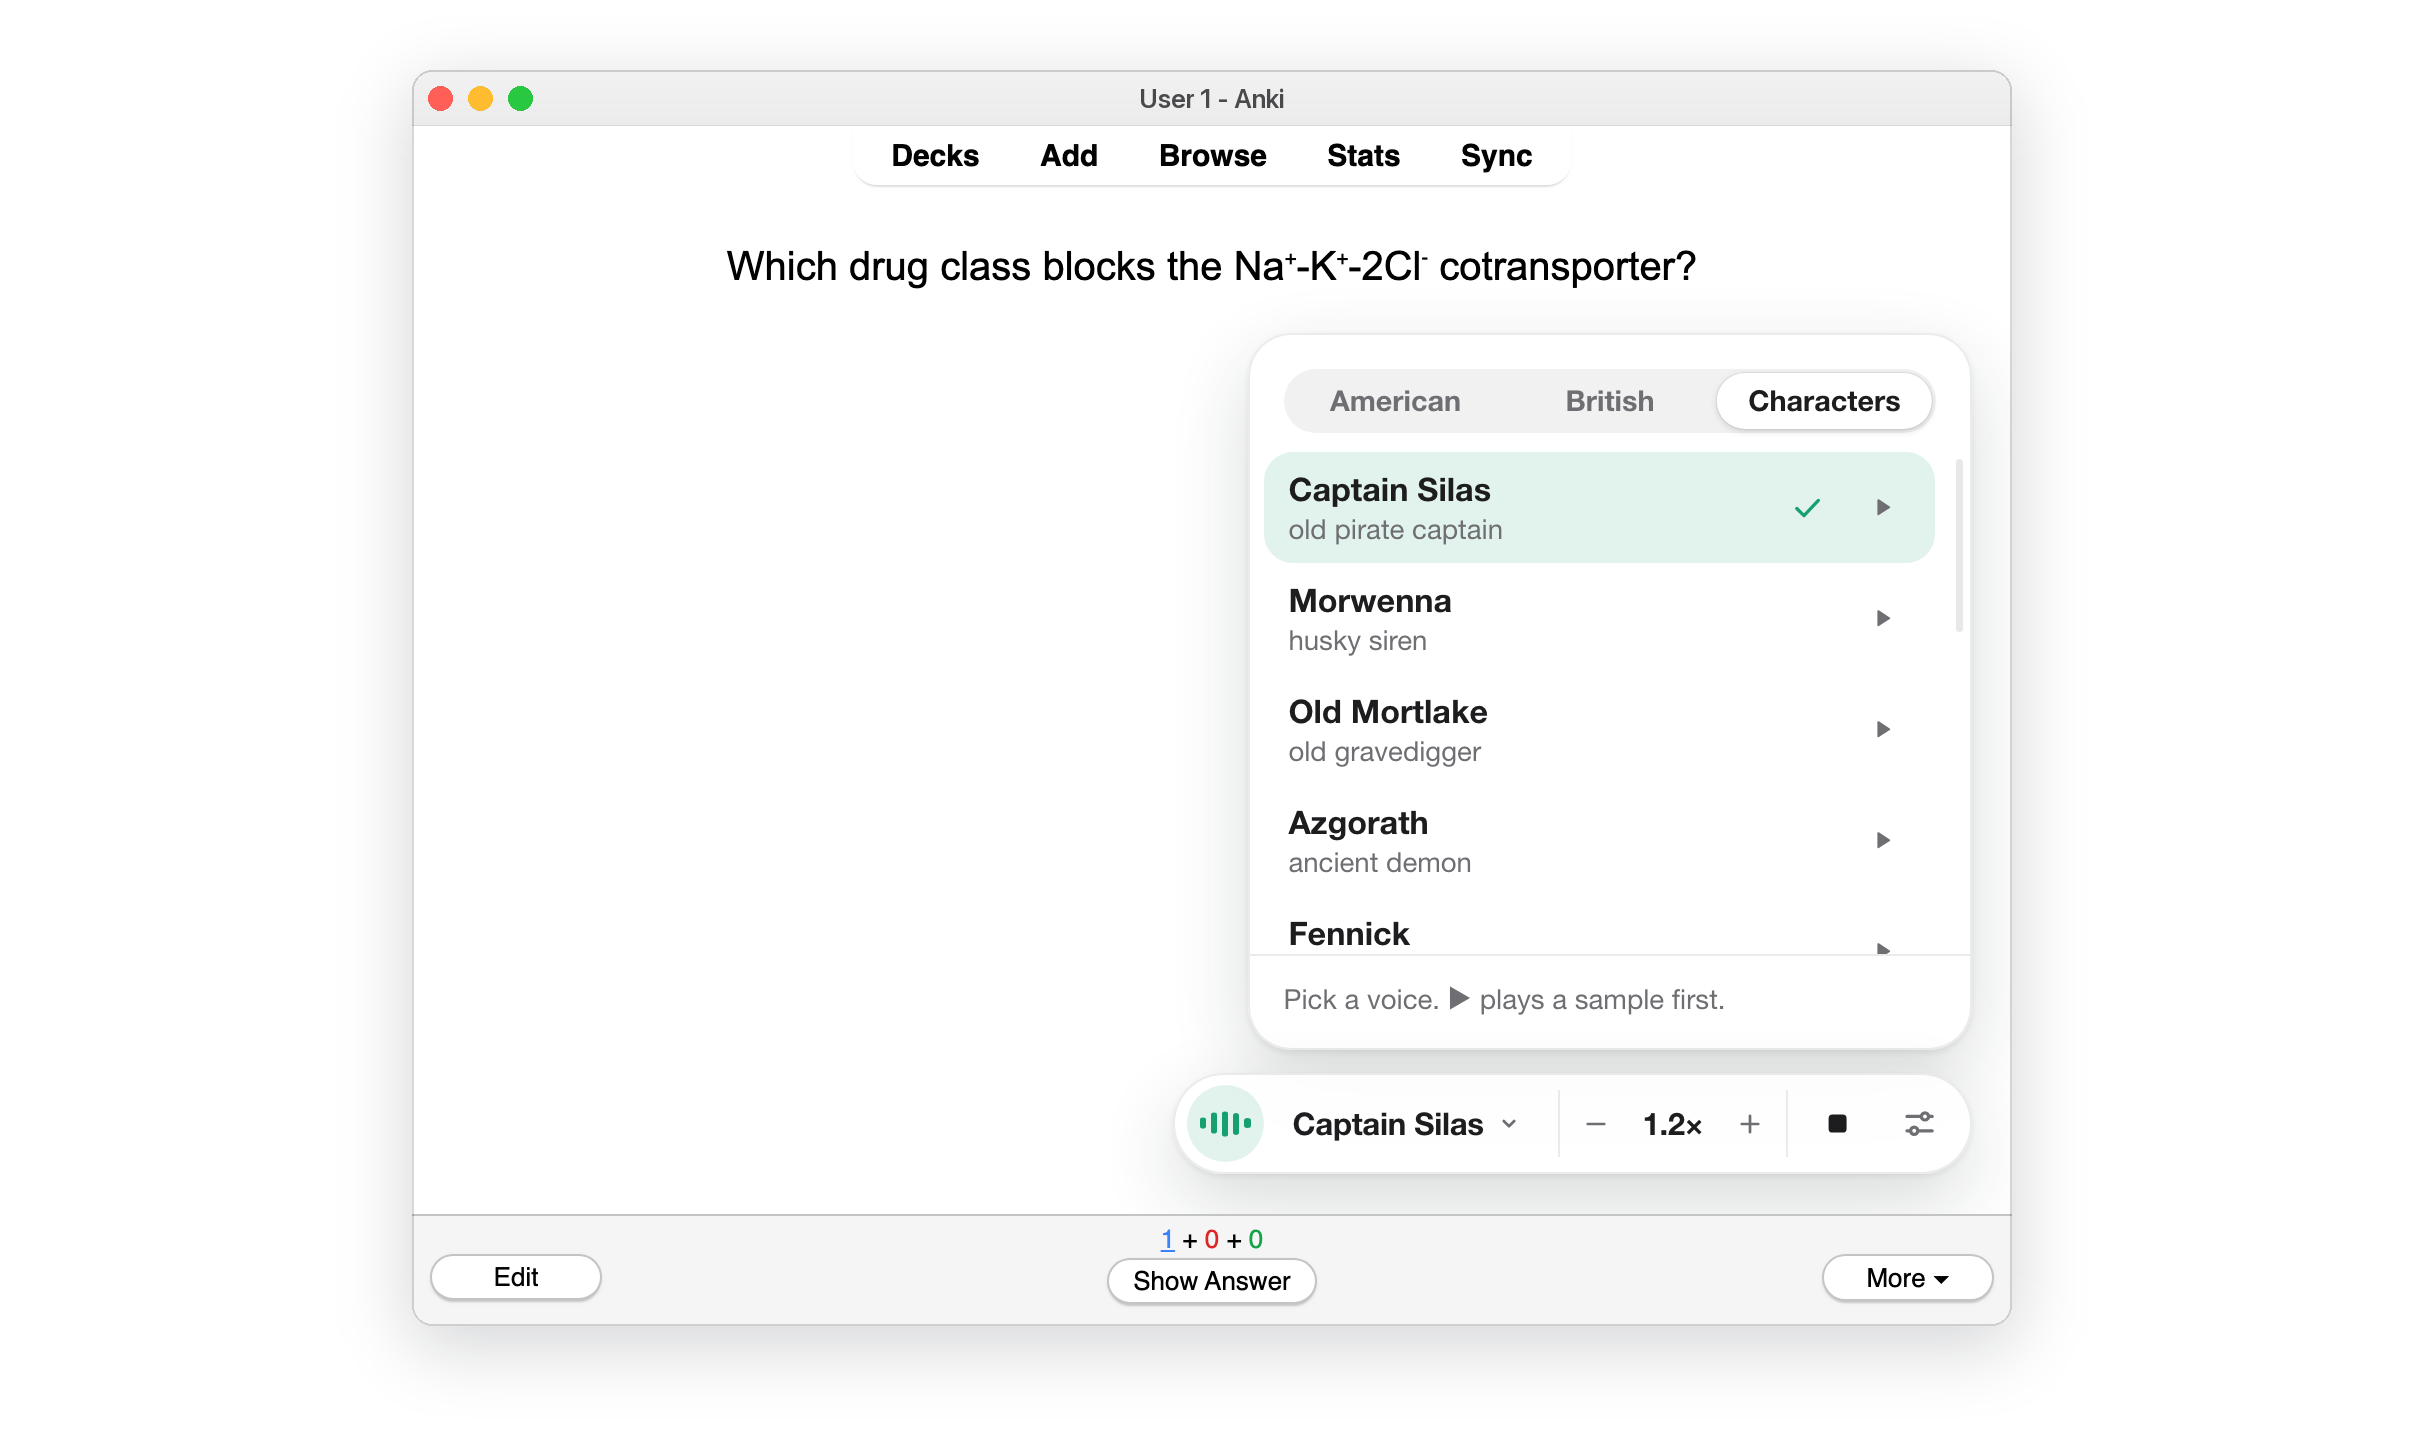 User 1 - Anki
Decks Add Browse Stats Sync
Which drug class blocks the Na⁺-K⁺-2Cl⁻ cotransporter?
American British Characters
Captain Silas
old pirate captain
Morwenna
husky siren
Old Mortlake
old gravedigger
Azgorath
ancient demon
Fennick
Pick a voice. ▶ plays a sample first.
Captain Silas − 1.2× +
1 + 0 + 0
Edit Show Answer More